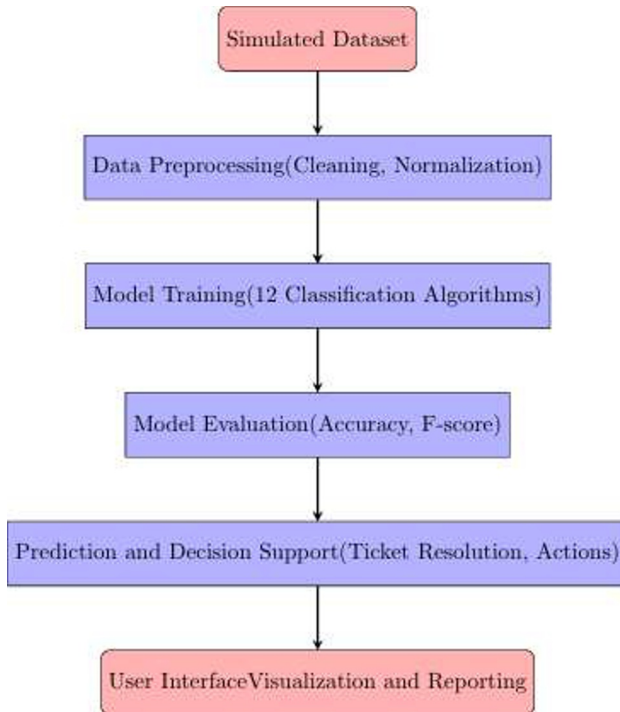 Simulated Dataset
Data Preprocessing(Cleaning, Normalization)
Model Training(12 Classification Algorithms)
Model Evaluation(Accuracy, F-score)
Prediction and Decision Support(Ticket Resolution, Actions)
User InterfaceVisualization and Reporting